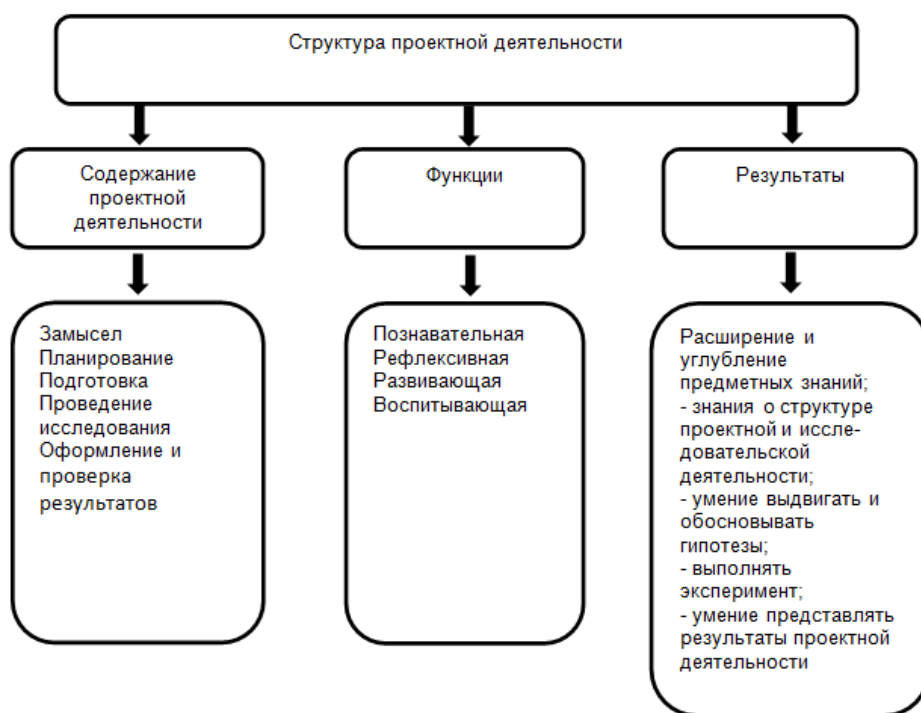 Структура проектной деятельности
Содержание
проектной
деятельности
Функции
Результаты
Замысел
Планирование
Подготовка
Проведение
исследования
Оформление и
проверка
результатов
Познавательная
Рефлексивная
Развивающая
Воспитывающая
Расширение и
углубление
предметных знаний;
- знания о структуре
проектной и иссле-
довательской
деятельности;
- умение выдвигать и
обосновывать
гипотезы;
- выполнять
эксперимент;
- умение представлять
результаты проектной
деятельности